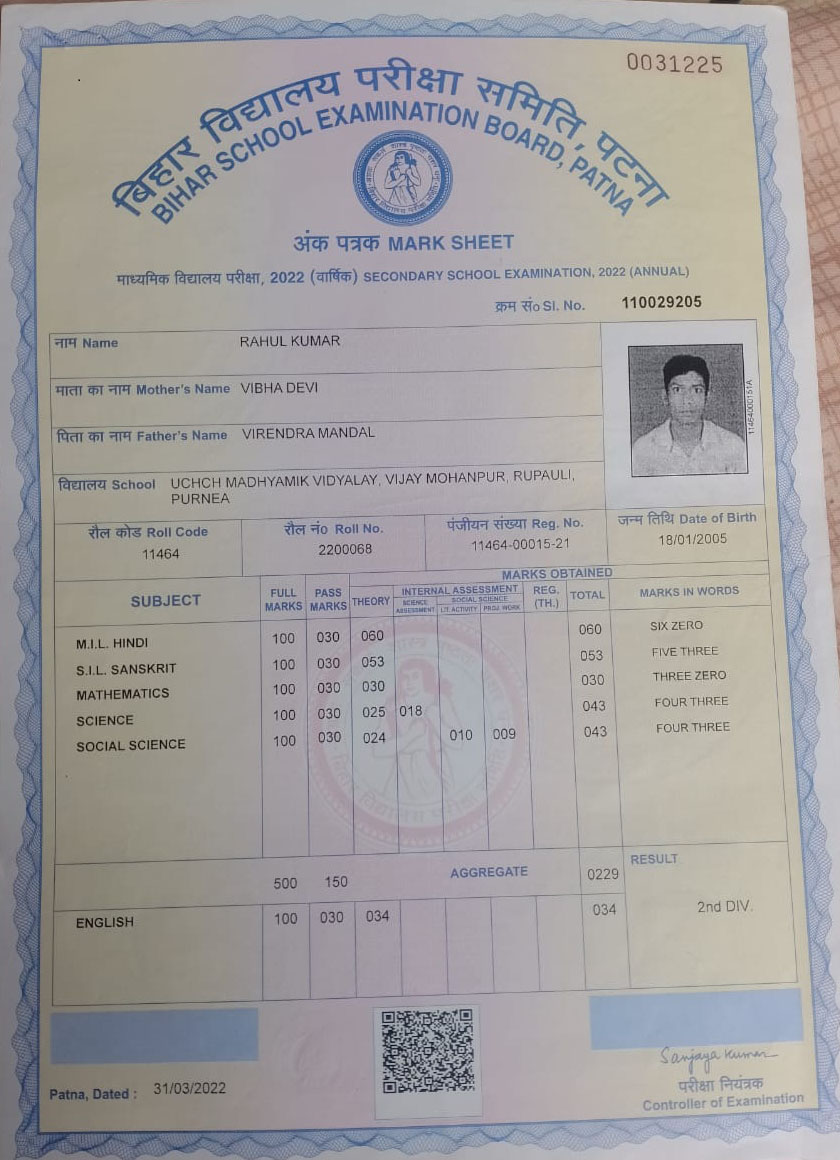 0031225
बिहार विद्यालय परीक्षा समिति, पटना
BIHAR SCHOOL EXAMINATION BOARD, PATNA
अंक पत्रक MARK SHEET
माध्यमिक विद्यालय परीक्षा, 2022 (वार्षिक) SECONDARY SCHOOL EXAMINATION, 2022 (ANNUAL)
क्रम सं० Sl. No. 110029205
नाम Name RAHUL KUMAR
माता का नाम Mother's Name VIBHA DEVI
पिता का नाम Father's Name VIRENDRA MANDAL
114640000151A
विद्यालय School UCHCH MADHYAMIK VIDYALAY, VIJAY MOHANPUR, RUPAULI,
PURNEA
रौल कोड Roll Code रौल नं० Roll No. पंजीयन संख्या Reg. No. जन्म तिथि Date of Birth
11464 2200068 11464-00015-21 18/01/2005
MARKS OBTAINED
SUBJECT FULL MARKS PASS MARKS THEORY INTERNAL ASSESSMENT REG. (TH.) TOTAL MARKS IN WORDS
SCIENCE ASSESSMENT SOCIAL SCIENCE LIT. ACTIVITY PROJ. WORK
M.I.L. HINDI 100 030 060 060 SIX ZERO
S.I.L. SANSKRIT 100 030 053 053 FIVE THREE
MATHEMATICS 100 030 030 030 THREE ZERO
SCIENCE 100 030 025 018 043 FOUR THREE
SOCIAL SCIENCE 100 030 024 010 009 043 FOUR THREE
500 150 AGGREGATE 0229 RESULT
ENGLISH 100 030 034 034 2nd DIV.
Sanjaya Kumar
Patna, Dated : 31/03/2022
परीक्षा नियंत्रक
Controller of Examination